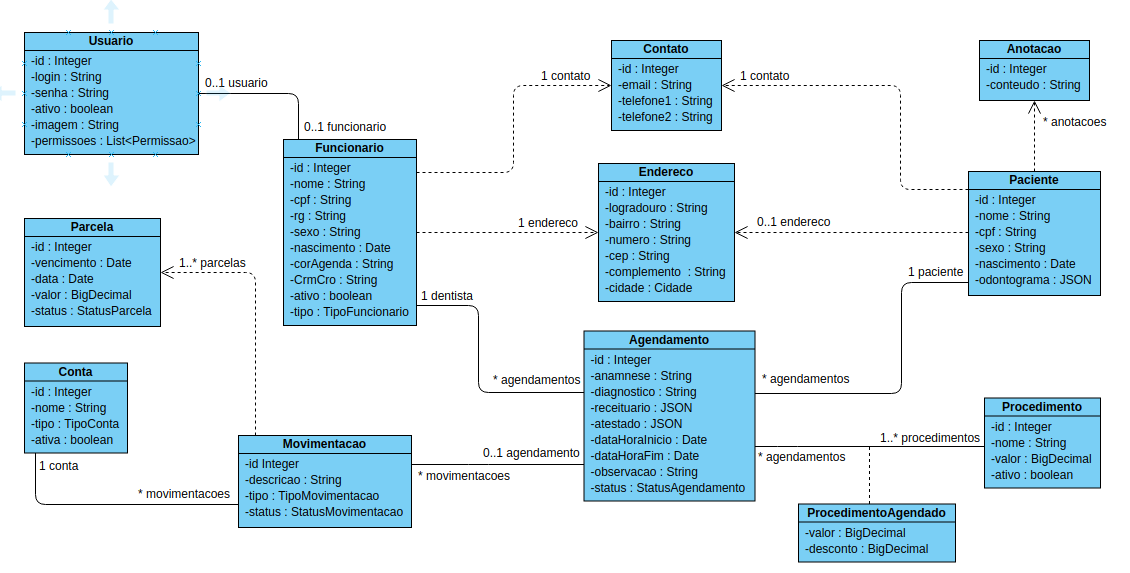 Usuario
-id : Integer
-login : String
-senha : String
-ativo : boolean
-imagem : String
-permissoes : List<Permissao>
0..1 usuario
0..1 funcionario
Funcionario
-id : Integer
-nome : String
-cpf : String
-rg : String
-sexo : String
-nascimento : Date
-corAgenda : String
-CrmCro : String
-ativo : boolean
-tipo : TipoFuncionario
1 contato
Contato
-id : Integer
-email : String
-telefone1 : String
-telefone2 : String
1 contato
Anotacao
-id : Integer
-conteudo : String
* anotacoes
1 endereco
Endereco
-id : Integer
-logradouro : String
-bairro : String
-numero : String
-cep : String
-complemento : String
-cidade : Cidade
0..1 endereco
Paciente
-id : Integer
-nome : String
-cpf : String
-sexo : String
-nascimento : Date
-odontograma : JSON
1 paciente
Parcela
-id : Integer
-vencimento : Date
-data : Date
-valor : BigDecimal
-status : StatusParcela
1..* parcelas
1 dentista
* agendamentos
Agendamento
-id : Integer
-anamnese : String
-diagnostico : String
-receituario : JSON
-atestado : JSON
-dataHoraInicio : Date
-dataHoraFim : Date
-observacao : String
-status : StatusAgendamento
* agendamentos
Conta
-id : Integer
-nome : String
-tipo : TipoConta
-ativa : boolean
1 conta
* movimentacoes
Movimentacao
-id Integer
-descricao : String
-tipo : TipoMovimentacao
-status : StatusMovimentacao
0..1 agendamento
* movimentacoes
1..* procedimentos
* agendamentos
Procedimento
-id : Integer
-nome : String
-valor : BigDecimal
-ativo : boolean
ProcedimentoAgendado
-valor : BigDecimal
-desconto : BigDecimal